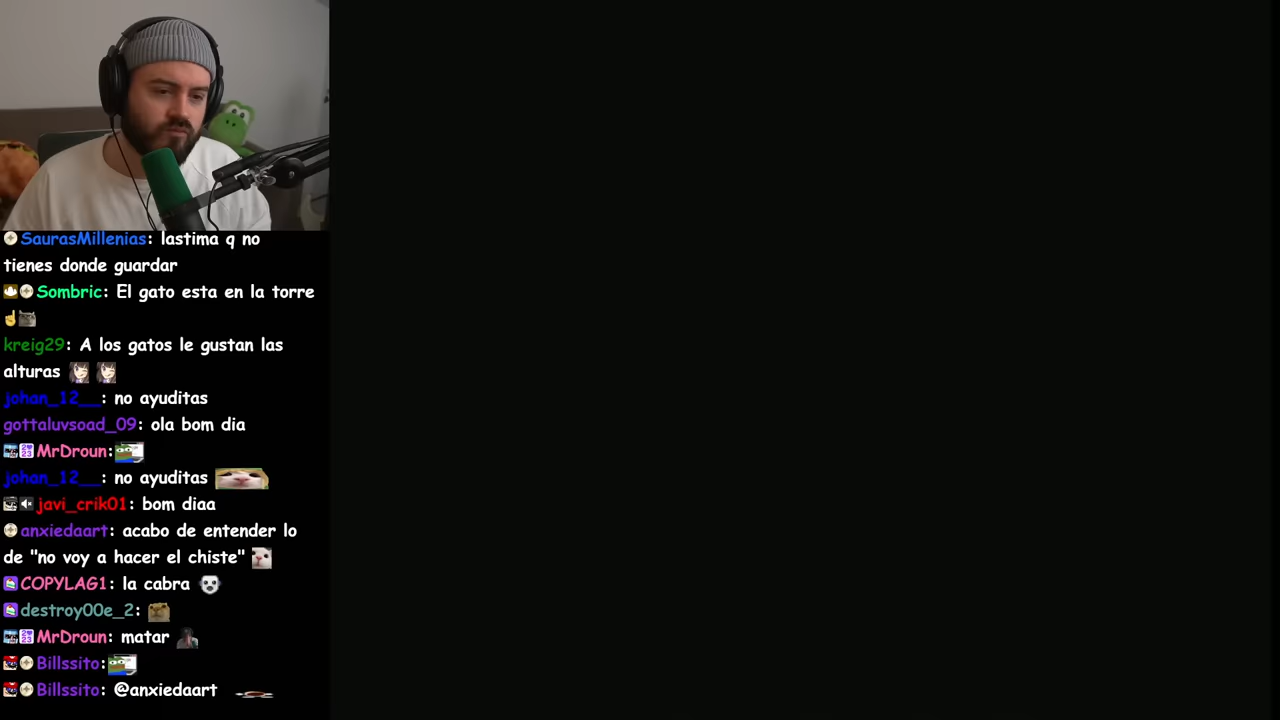 SaurasMillenias: lastima q no
tienes donde guardar
Sombric: El gato esta en la torre
kreig29: A los gatos le gustan las
alturas
johan_12__: no ayuditas
gottaluvsoad_09: ola bom dia
MrDroun:
johan_12__: no ayuditas
javi_crik01: bom diaa
anxiedaart: acabo de entender lo
de "no voy a hacer el chiste"
COPYLAG1: la cabra
destroy00e_2:
MrDroun: matar
Billssito:
Billssito: @anxiedaart